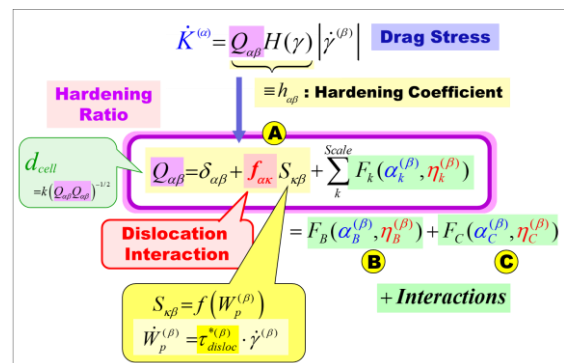 K̇^(α) = Q_αβ H(γ) |γ̇^(β)| Drag Stress
≡ h_αβ : Hardening Coefficient
Hardening
Ratio
A
d_cell
=k(Q_αβ Q_αβ)^-1/2
Q_αβ = δ_αβ + f_ακ S_κβ + Σ_k^Scale F_k(α_k^(β), η_k^(β))
Dislocation
Interaction
= F_B(α_B^(β), η_B^(β)) + F_C(α_C^(β), η_C^(β))
B C
+ Interactions
S_κβ = f(W_p^(β))
Ẇ_p^(β) = τ_disloc^*(β) · γ̇^(β)